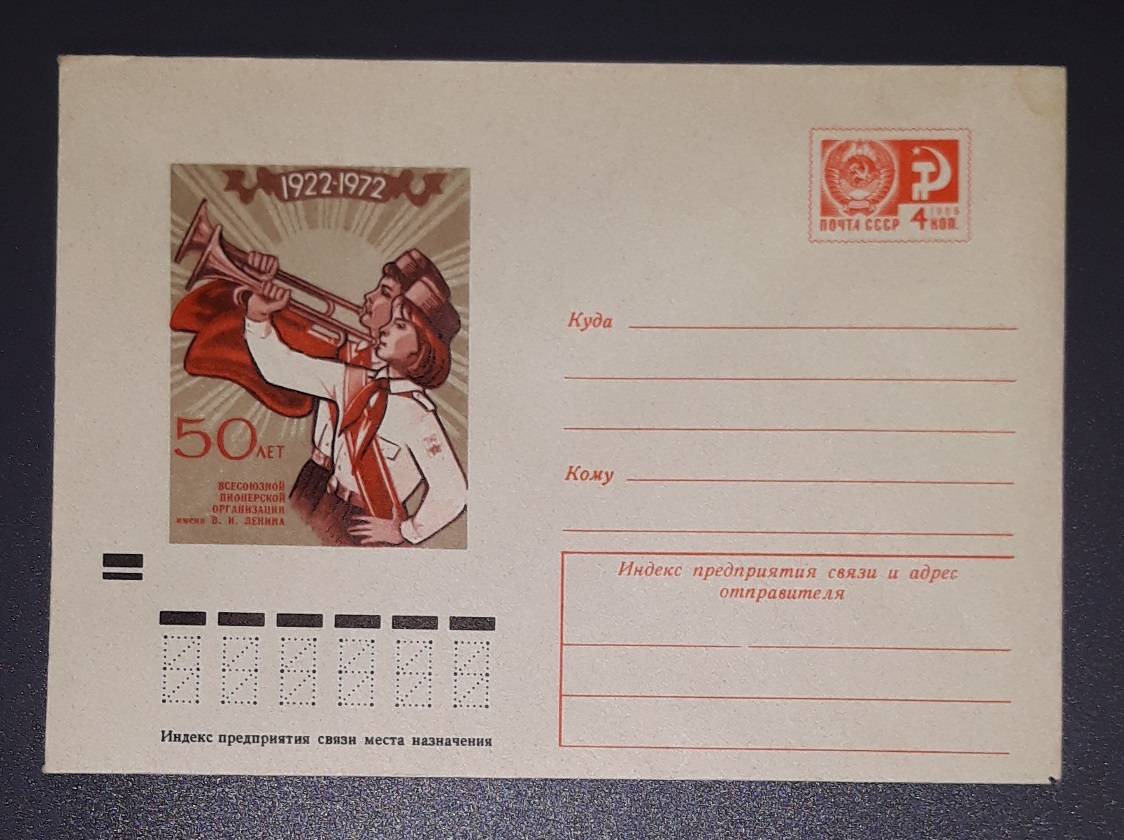 1922-1972
50 ЛЕТ
ВСЕСОЮЗНОЙ
ПИОНЕРСКОЙ
ОРГАНИЗАЦИИ
имени В. И. ЛЕНИНА
ПОЧТА СССР 4 КОП.
Куда
Кому
Индекс предприятия связи и адрес
отправителя
Индекс предприятия связи места назначения